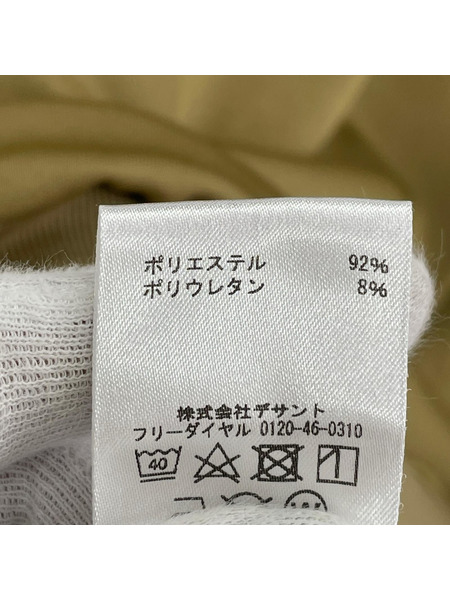 ポリエステル 92%
ポリウレタン 8%
株式会社デサント
フリーダイヤル 0120-46-0310
40
W